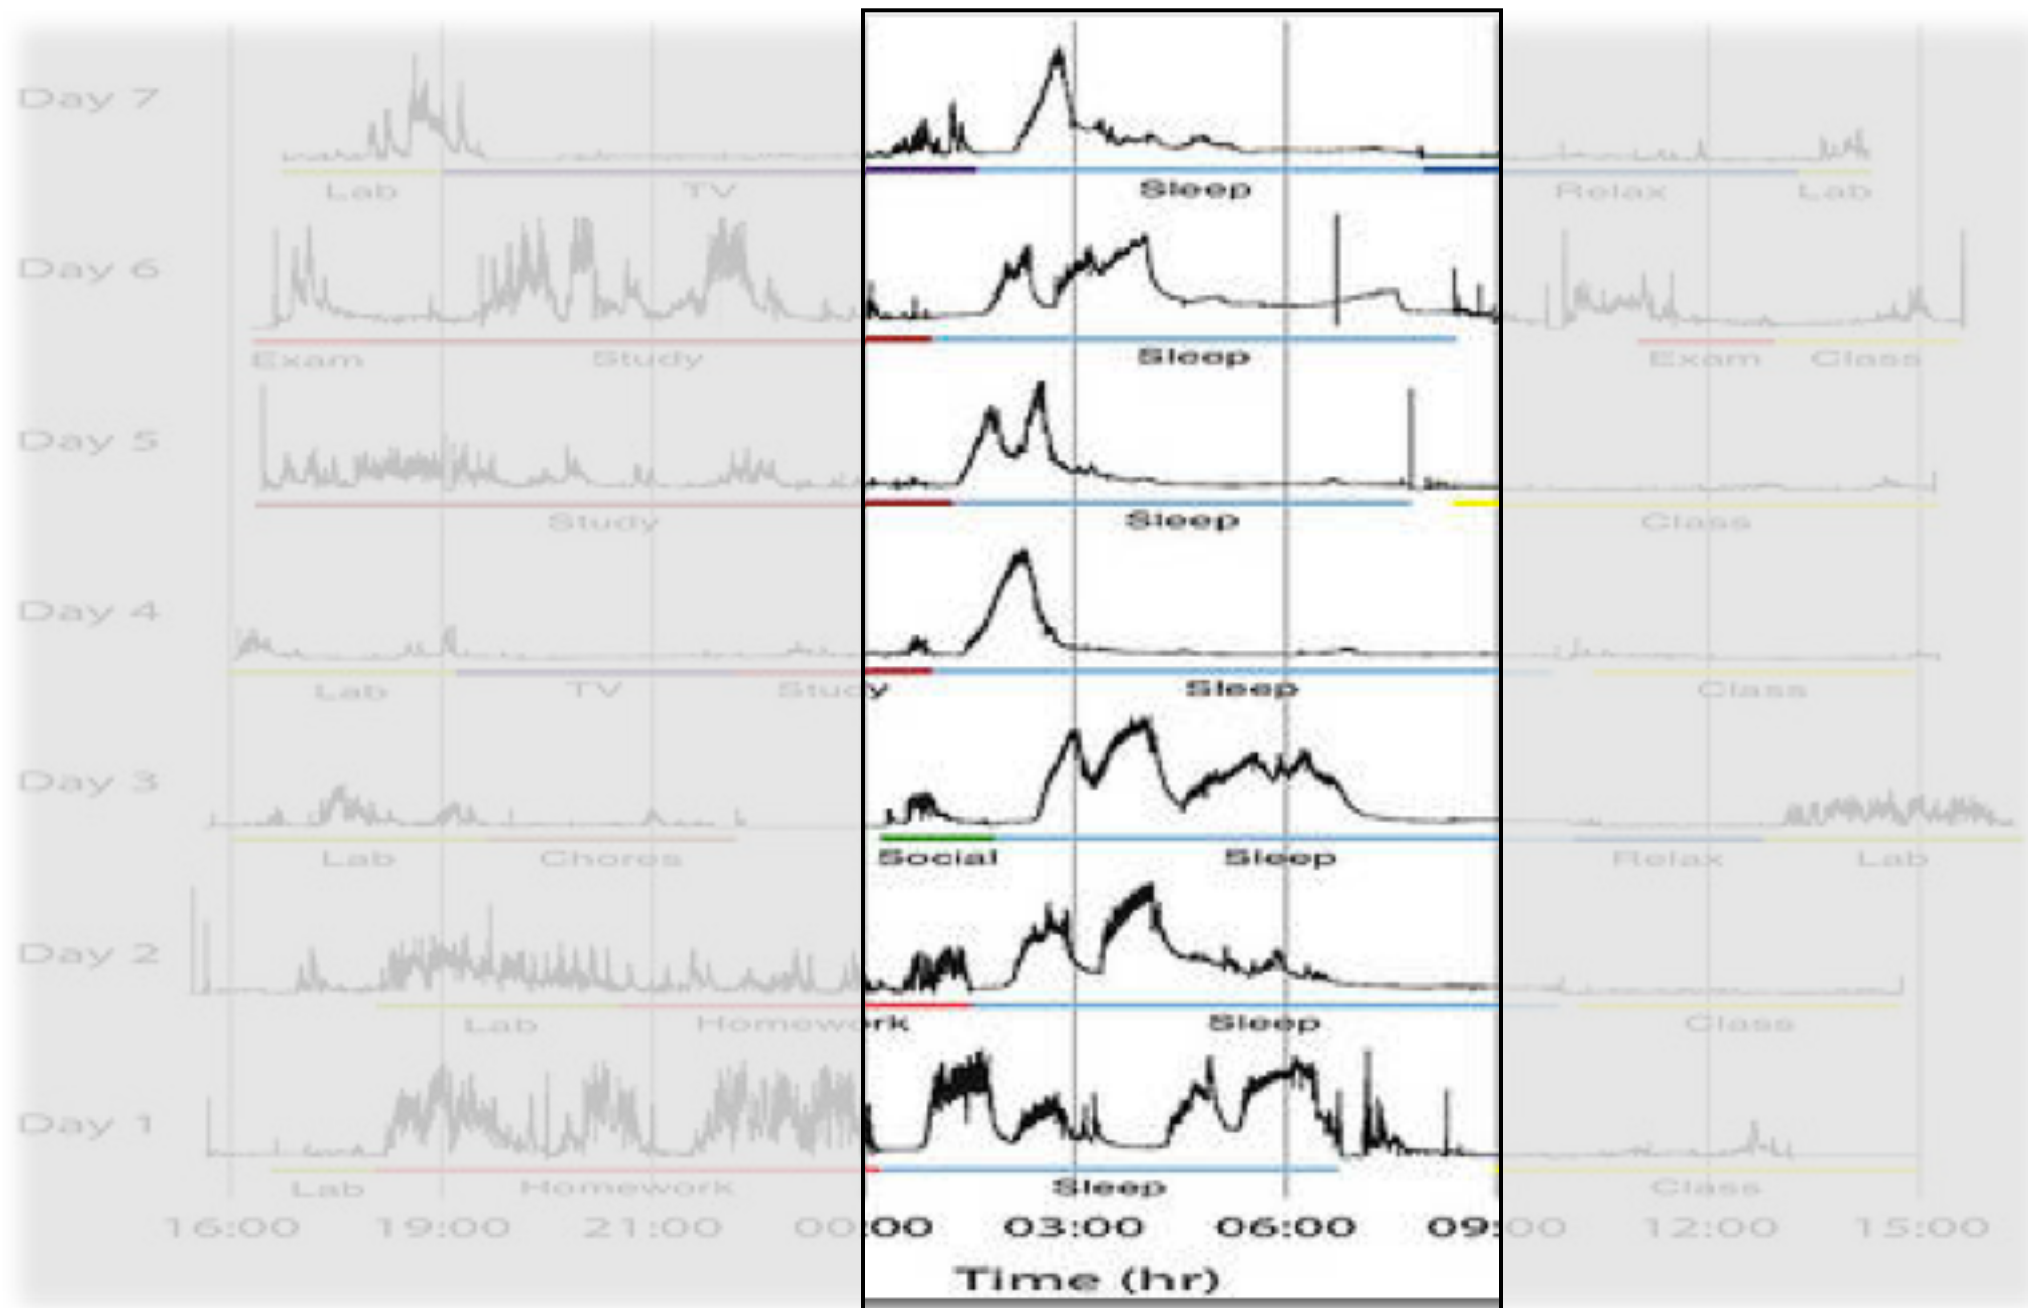 Day 7
Lab TV Sleep Relax Lab
Day 6
Exam Study Sleep Exam Class
Day 5
Study Sleep Class
Day 4
Lab TV Study Sleep Class
Day 3
Lab Chores Social Sleep Relax Lab
Day 2
Lab Homework Sleep Class
Day 1
Lab Homework Sleep Class
16:00 19:00 21:00 00:00 03:00 06:00 09:00 12:00 15:00
Time (hr)